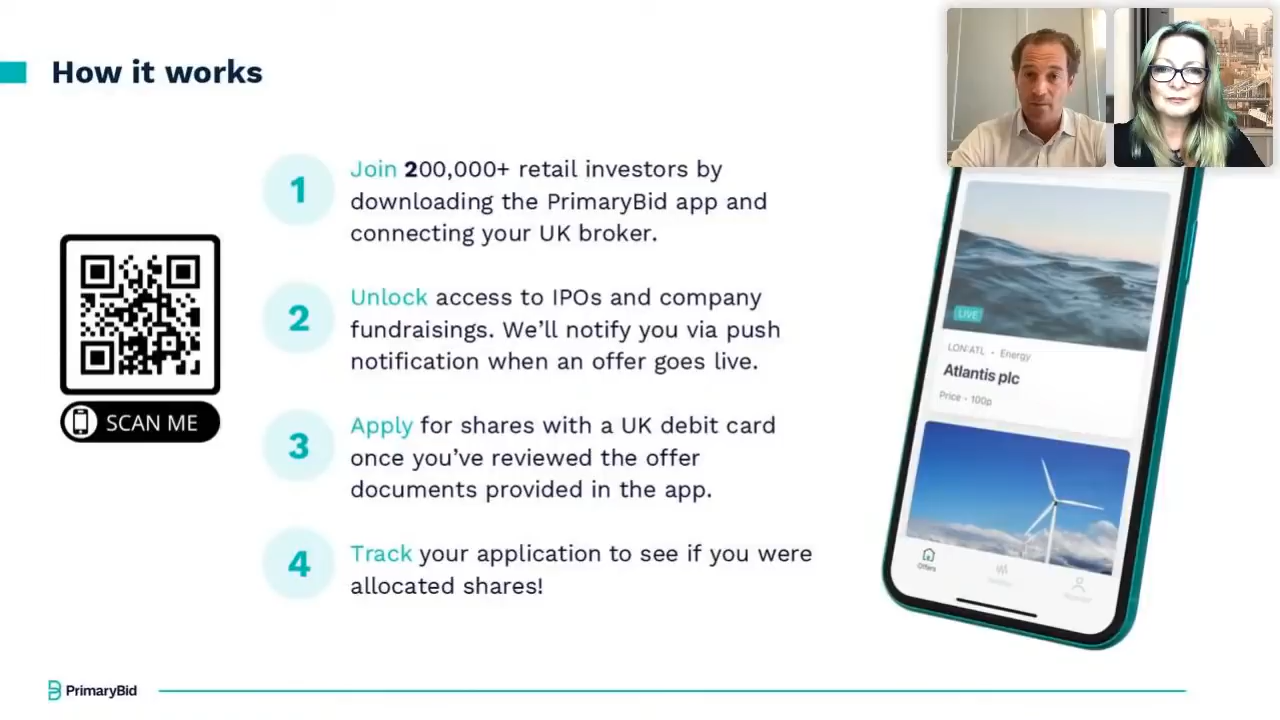 How it works
1
Join 200,000+ retail investors by
downloading the PrimaryBid app and
connecting your UK broker.
2
Unlock access to IPOs and company
fundraisings. We’ll notify you via push
notification when an offer goes live.
3
Apply for shares with a UK debit card
once you’ve reviewed the offer
documents provided in the app.
4
Track your application to see if you were
allocated shares!
SCAN ME
LIVE
LON:ATL • Energy
Atlantis plc
Price - 100p
Offers
PrimaryBid